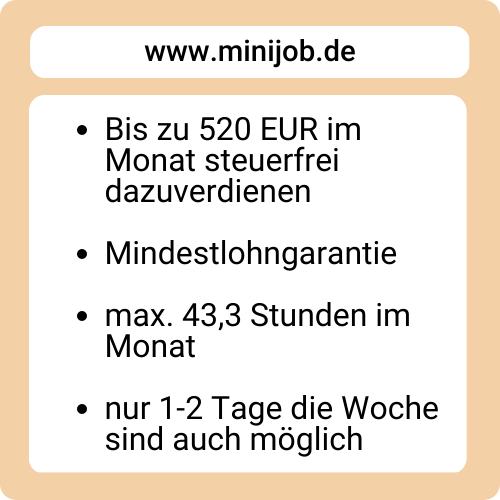 www.minijob.de
• Bis zu 520 EUR im
Monat steuerfrei
dazuverdienen
• Mindestlohngarantie
• max. 43,3 Stunden im
Monat
• nur 1-2 Tage die Woche
sind auch möglich